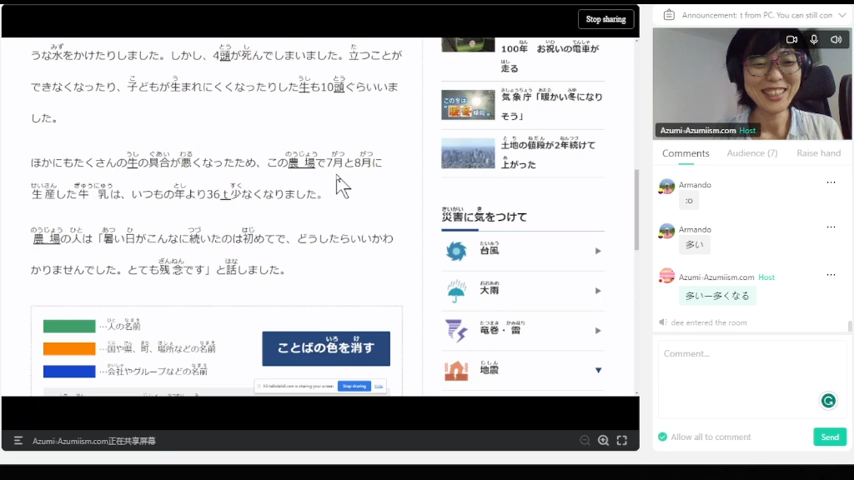 Stop sharing
うな水をかけたりしました。しかし、4頭が死んでしまいました。立つことが
できなくなったり、子どもが生まれにくくなったりした牛も10頭ぐらいいま
した。
ほかにもたくさんの牛の具合が悪くなったため、この農場で7月と8月に
生産した牛乳は、いつもの年より36t少なくなりました。
農場の人は「暑い日がこんなに続いたのは初めてで、どうしたらいいかわ
かりませんでした。とても残念です」と話しました。
…人の名前
…国や県、町、場所などの名前
…会社やグループなどの名前
ことばの色を消す
Stop sharing
Hide
100年 お祝いの電車が
走る
気象庁「暖かい冬になり
そう」
土地の値段が2年続けて
上がった
災害に気をつけて
台風
大雨
竜巻・雷
地震
Azumi-Azumiism.com正在共享屏幕
Announcement: t from PC. You can still com
Azumi-Azumiism.com Host
Comments
Audience (7)
Raise hand
Armando
:o
Armando
多い
Azumi-Azumiism.com Host
多いー多くなる
dee entered the room
Comment...
Allow all to comment
Send